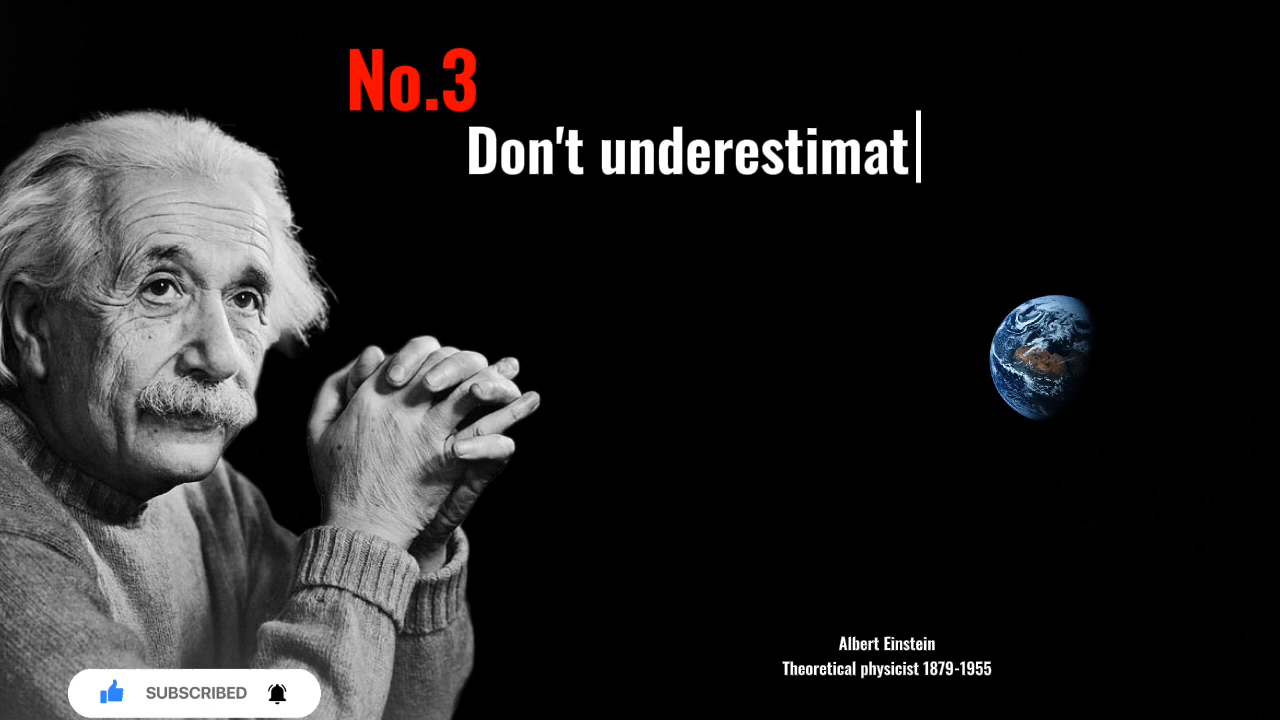 No.3
Don't underestimat
Albert Einstein
Theoretical physicist 1879-1955
SUBSCRIBED